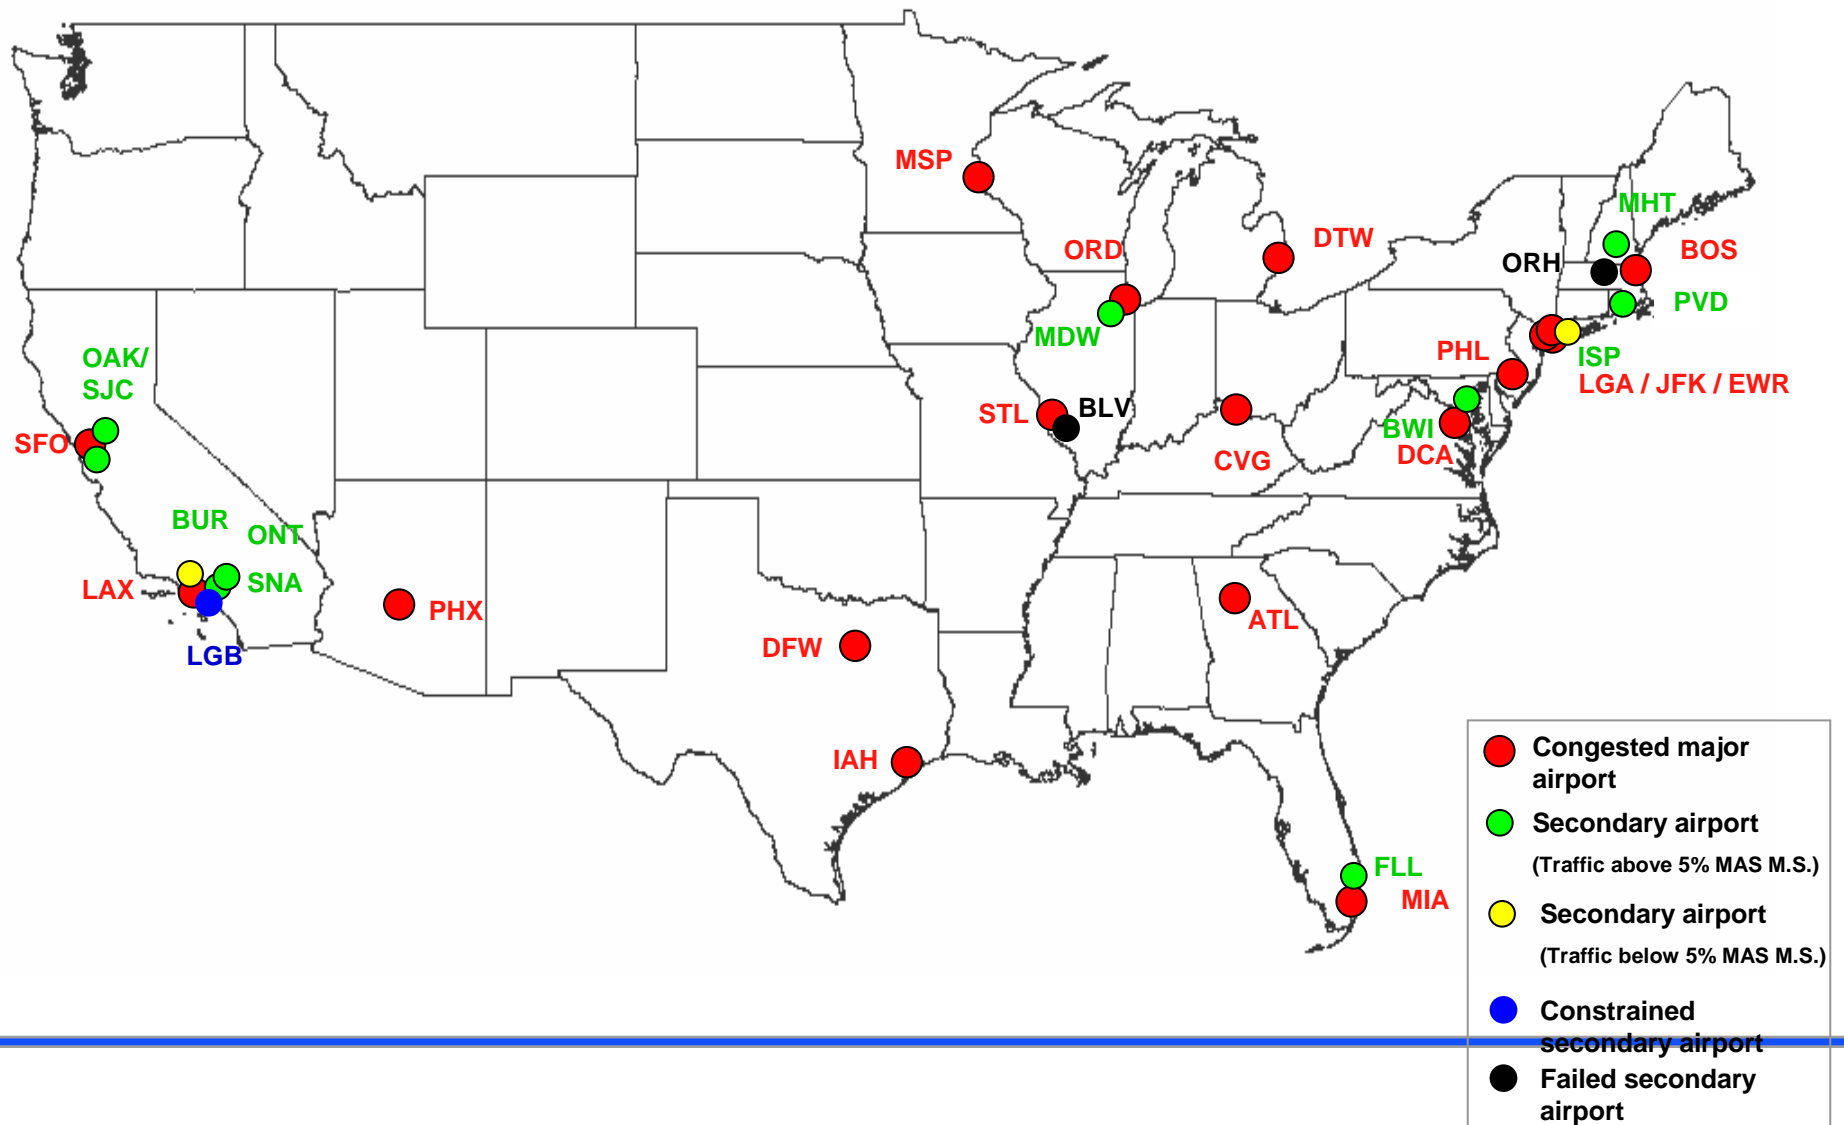 MSP
ORD
DTW
MHT
BOS
ORH
PVD
MDW
OAK/
SJC
PHL
ISP
LGA / JFK / EWR
SFO
STL
BLV
BWI
DCA
CVG
BUR
ONT
LAX
SNA
PHX
ATL
LGB
DFW
IAH
FLL
MIA
Congested major
airport
Secondary airport
(Traffic above 5% MAS M.S.)
Secondary airport
(Traffic below 5% MAS M.S.)
Constrained
secondary airport
Failed secondary
airport